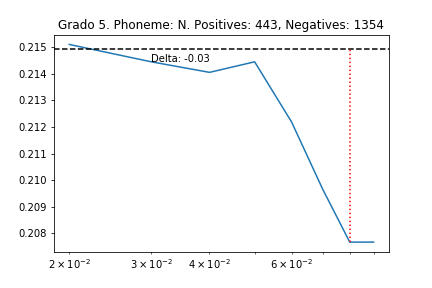 Grado 5. Phoneme: N. Positives: 443, Negatives: 1354
0.215
Delta: -0.03
0.214
0.213
0.212
0.211
0.210
0.209
0.208
2 × 10⁻² 3 × 10⁻² 4 × 10⁻² 6 × 10⁻²